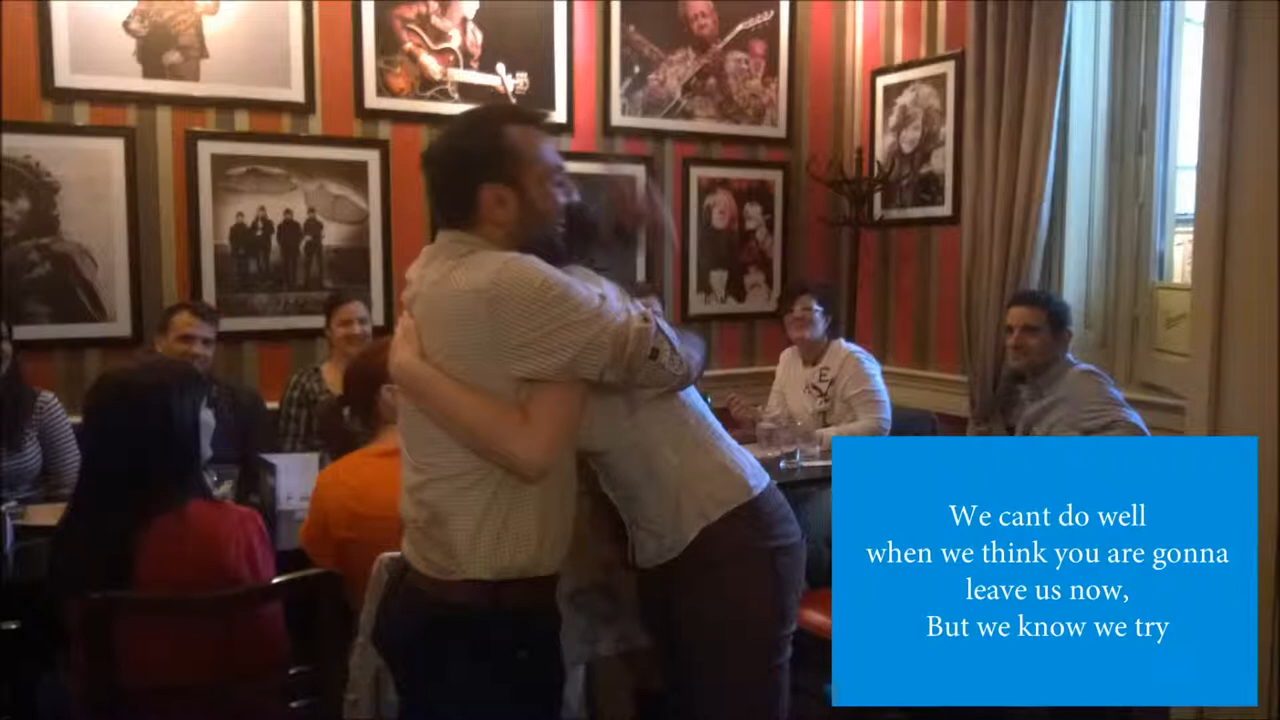 We cant do well
when we think you are gonna
leave us now,
But we know we try